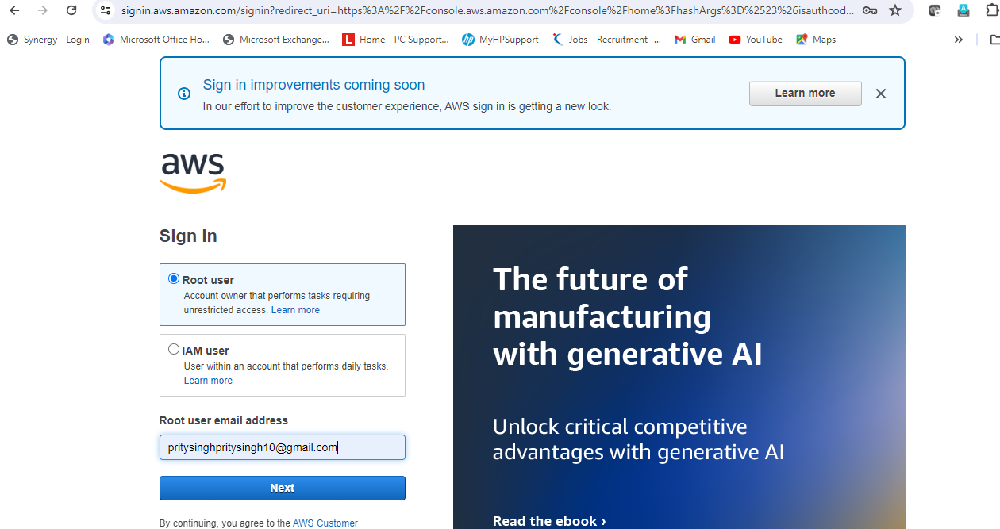 signin.aws.amazon.com/signin?redirect_uri=https%3A%2F%2Fconsole.aws.amazon.com%2Fconsole%2Fhome%3FhashArgs%3D%2523%26isauthcod...
Synergy - Login
Microsoft Office Ho...
Microsoft Exchange...
L Home - PC Support...
hp MyHPSupport
Jobs - Recruitment -...
Gmail
YouTube
Maps
»
Sign in improvements coming soon
In our effort to improve the customer experience, AWS sign in is getting a new look.
Learn more
aws
Sign in
Root user
Account owner that performs tasks requiring
unrestricted access. Learn more
IAM user
User within an account that performs daily tasks.
Learn more
Root user email address
pritysinghpritysingh10@gmail.com
Next
By continuing, you agree to the AWS Customer
The future of
manufacturing
with generative AI
Unlock critical competitive
advantages with generative AI
Read the ebook ›